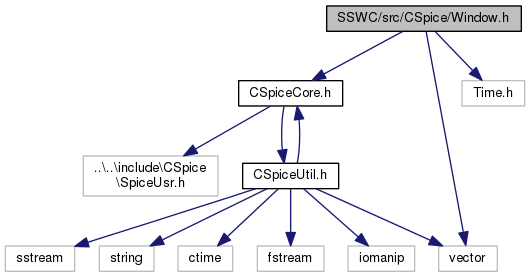 SSWC/src/CSpice/Window.h
CSpiceCore.h
Time.h
..\..\include\CSpice
\SpiceUsr.h
CSpiceUtil.h
sstream
string
ctime
fstream
iomanip
vector